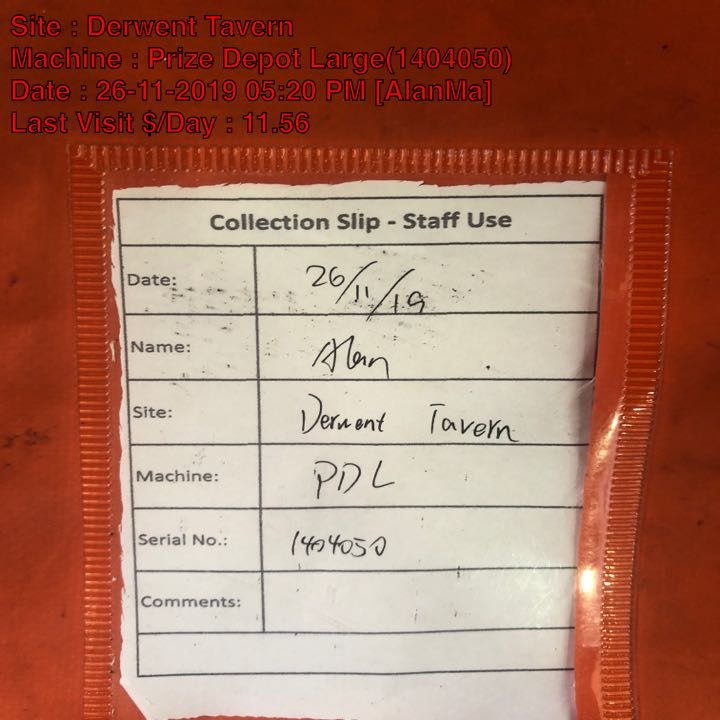 Site : Derwent Tavern
Machine : Prize Depot Large(1404050)
Date : 26-11-2019 05:20 PM [AlanMa]
Last Visit $/Day : 11.56
Collection Slip - Staff Use
Date: 26/11/19
Name: Alan
Site: Derwent Tavern
Machine: PDL
Serial No.: 1404050
Comments: